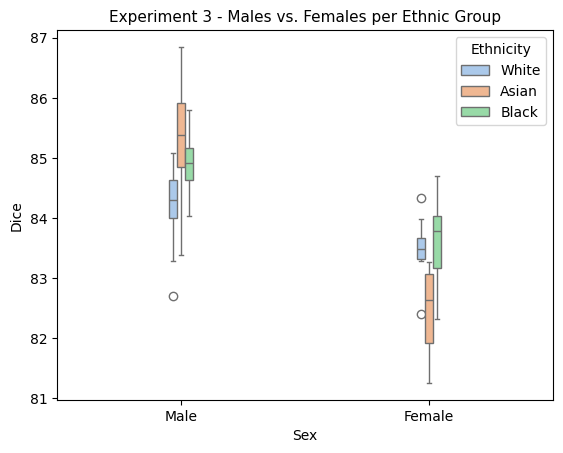 Experiment 3 - Males vs. Females per Ethnic Group
Ethnicity
White
Asian
Black
87
86
85
84
83
82
81
Dice
Male
Female
Sex